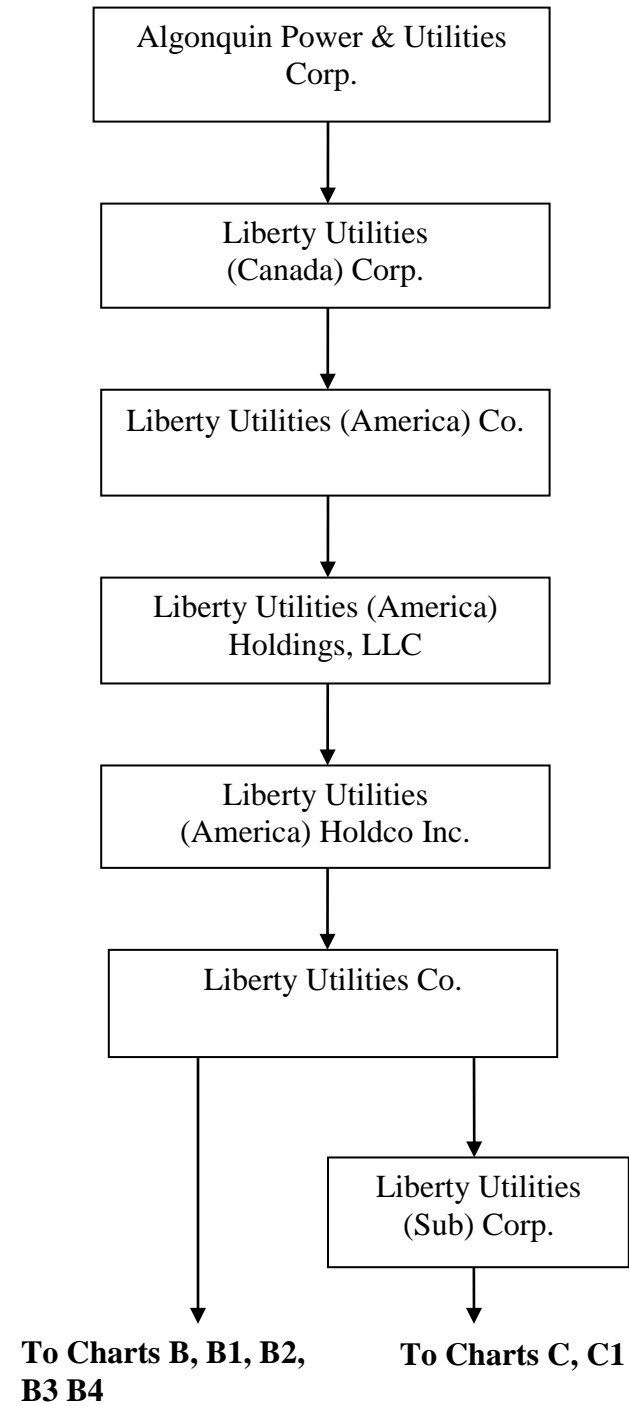 Algonquin Power & Utilities
Corp.
Liberty Utilities
(Canada) Corp.
Liberty Utilities (America) Co.
Liberty Utilities (America)
Holdings, LLC
Liberty Utilities
(America) Holdco Inc.
Liberty Utilities Co.
Liberty Utilities
(Sub) Corp.
To Charts B, B1, B2,
B3 B4
To Charts C, C1